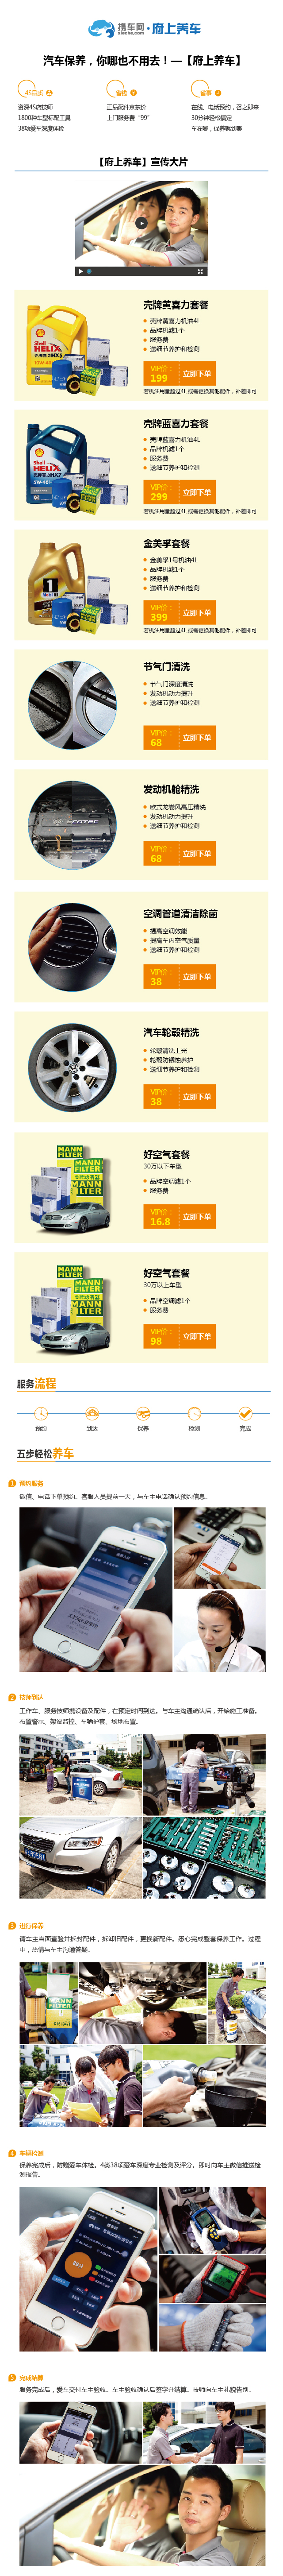 携车网
xieche.com
·府上养车
汽车保养，你哪也不用去！—【府上养车】
4S品质
省钱
省事
资深4S店技师
1800种车型标配工具
38项爱车深度体检
正品配件京东价
上门服务费“99”
在线、电话预约，召之即来
30分钟轻松搞定
车在哪，保养就到哪
【府上养车】宣传大片
壳牌黄喜力套餐
壳牌黄喜力机油4L
品牌机滤1个
服务费
送细节养护和检测
VIP价：
199
立即下单
若机油用量超过4L,或需更换其他配件，补差即可
Shell
HELIX
HX5
壳牌蓝喜力套餐
壳牌蓝喜力机油4L
品牌机滤1个
服务费
送细节养护和检测
VIP价：
299
立即下单
若机油用量超过4L,或需更换其他配件，补差即可
Shell
HELIX
HX7
5W-40
金美孚套餐
金美孚1号机油4L
品牌机滤1个
服务费
送细节养护和检测
VIP价：
399
立即下单
若机油用量超过4L,或需更换其他配件，补差即可
1
节气门清洗
节气门深度清洗
发动机动力提升
送细节养护和检测
VIP价：
68
立即下单
发动机舱精洗
欧式龙卷风高压精洗
发动机动力提升
送细节养护和检测
VIP价：
68
立即下单
ECOTEC
空调管道清洁除菌
提高空调效能
提高车内空气质量
送细节养护和检测
VIP价：
38
立即下单
汽车轮毂精洗
轮毂清洗上光
轮毂防锈蚀养护
送细节养护和检测
VIP价：
38
立即下单
好空气套餐
30万以下车型
品牌空调滤1个
服务费
VIP价：
16.8
立即下单
MANN
FILTER
好空气套餐
30万以上车型
品牌空调滤1个
服务费
VIP价：
98
立即下单
MANN
FILTER
服务流程
预约
到达
保养
检测
完成
五步轻松养车
1 预约服务
微信、电话下单预约。客服人员提前一天，与车主电话确认预约信息。
2 技师到达
工作车、服务技师携设备及配件，在预定时间到达。与车主沟通确认后，开始施工准备。
布置警示、架设监控、车辆护套、场地布置。
3 进行保养
请车主当面查验并拆封配件，拆卸旧配件，更换新配件。悉心完成整套保养工作。过程
中，热情与车主沟通答疑。
MANN
FILTER
4 车辆检测
保养完成后，附赠爱车体检。4类38项爱车深度专业检测及评分。即时向车主微信推送检
测报告。
5 完成结算
服务完成后，爱车交付车主验收。车主验收确认后签字并结算。技师向车主礼貌告别。